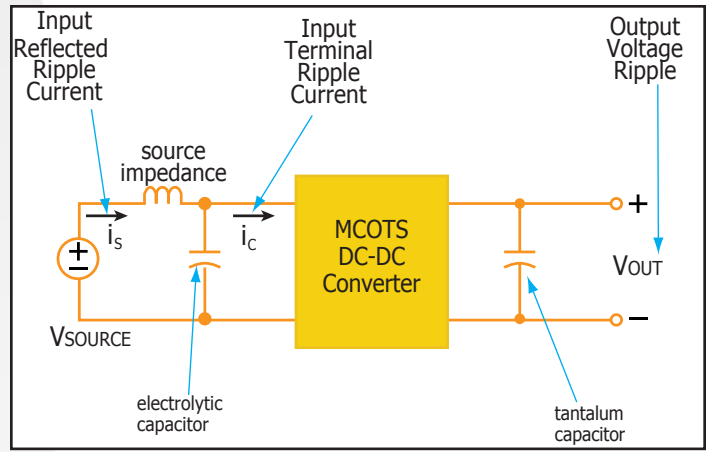 Input
Reflected
Ripple
Current
Input
Terminal
Ripple
Current
Output
Voltage
Ripple
source
impedance
iS
iC
MCOTS
DC-DC
Converter
+
VOUT
−
+
−
VSOURCE
electrolytic
capacitor
tantalum
capacitor